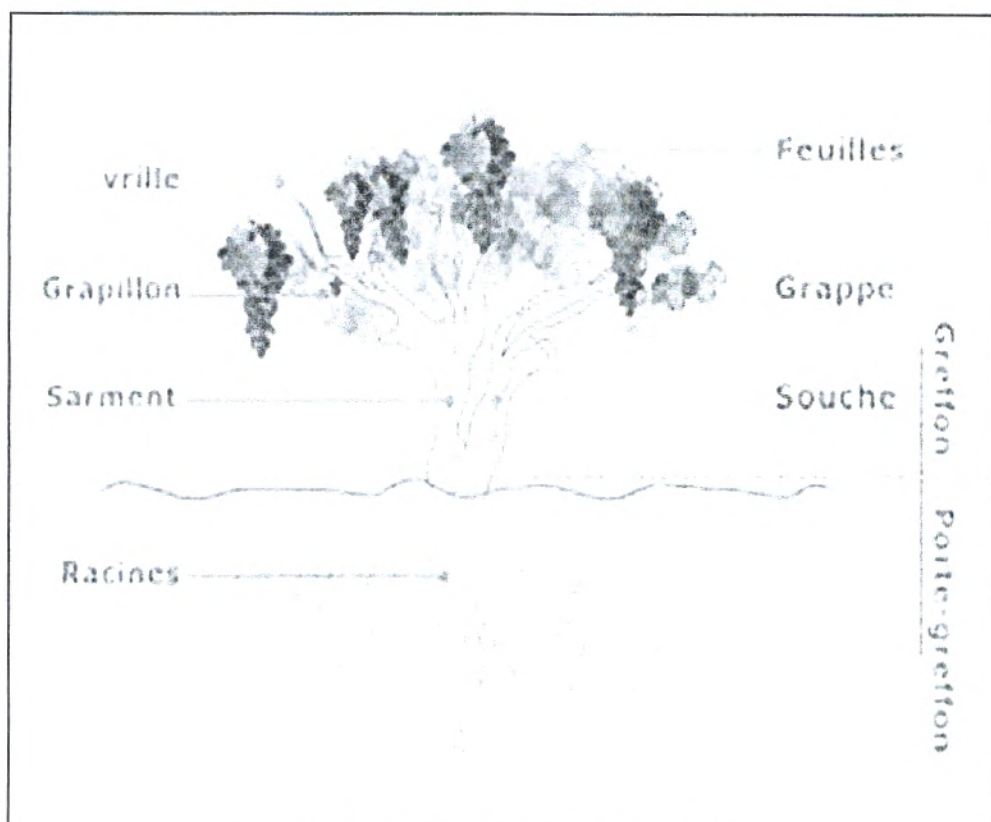 vrille
Feuilles
Grapillon
Grappe
Sarment
Souche
Greffon
Racines
Porte-greffon